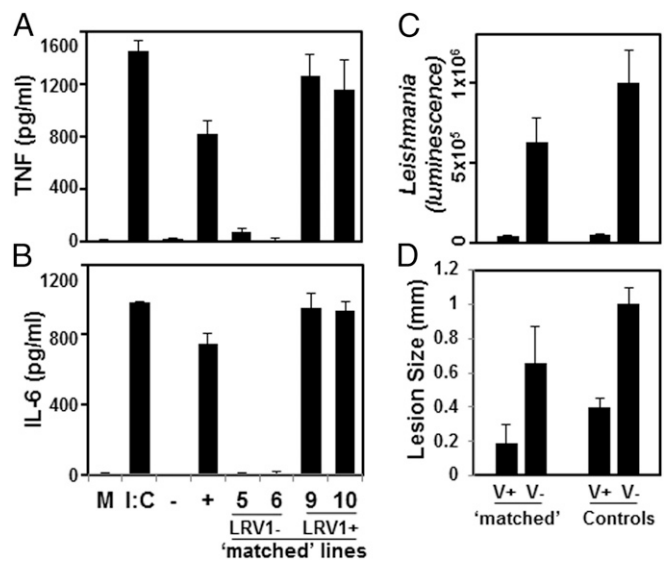 A
TNF (pg/ml)
1600
1200
800
400
0
B
IL-6 (pg/ml)
1200
800
400
0
M I:C - + 5 6 9 10
LRV1- LRV1+
'matched' lines
C
Leishmania
(luminescence)
1x10⁶
5x10⁵
0
D
Lesion Size (mm)
1.2
1
0.8
0.6
0.4
0.2
0
V+ V- V+ V-
'matched' Controls